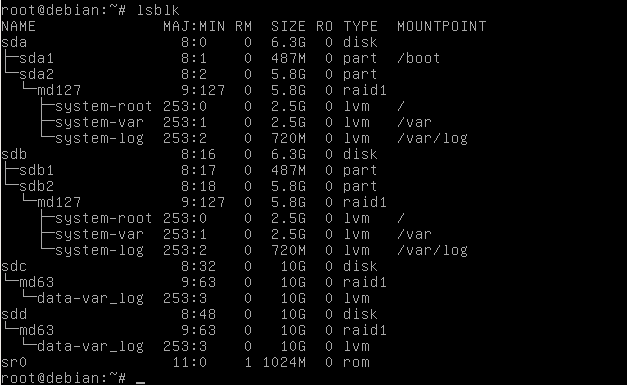 root@debian:~# lsblk
NAME                MAJ:MIN RM  SIZE RO TYPE  MOUNTPOINT
sda                   8:0    0  6.3G  0 disk
├─sda1                8:1    0  487M  0 part  /boot
└─sda2                8:2    0  5.8G  0 part
  └─md127             9:127  0  5.8G  0 raid1
    ├─system-root   253:0    0  2.5G  0 lvm   /
    ├─system-var    253:1    0  2.5G  0 lvm   /var
    └─system-log    253:2    0  720M  0 lvm   /var/log
sdb                   8:16   0  6.3G  0 disk
├─sdb1                8:17   0  487M  0 part
└─sdb2                8:18   0  5.8G  0 part
  └─md127             9:127  0  5.8G  0 raid1
    ├─system-root   253:0    0  2.5G  0 lvm   /
    ├─system-var    253:1    0  2.5G  0 lvm   /var
    └─system-log    253:2    0  720M  0 lvm   /var/log
sdc                   8:32   0   10G  0 disk
└─md63                9:63   0   10G  0 raid1
  └─data-var_log    253:3    0   10G  0 lvm
sdd                   8:48   0   10G  0 disk
└─md63                9:63   0   10G  0 raid1
  └─data-var_log    253:3    0   10G  0 lvm
sr0                  11:0    1 1024M  0 rom
root@debian:~# _